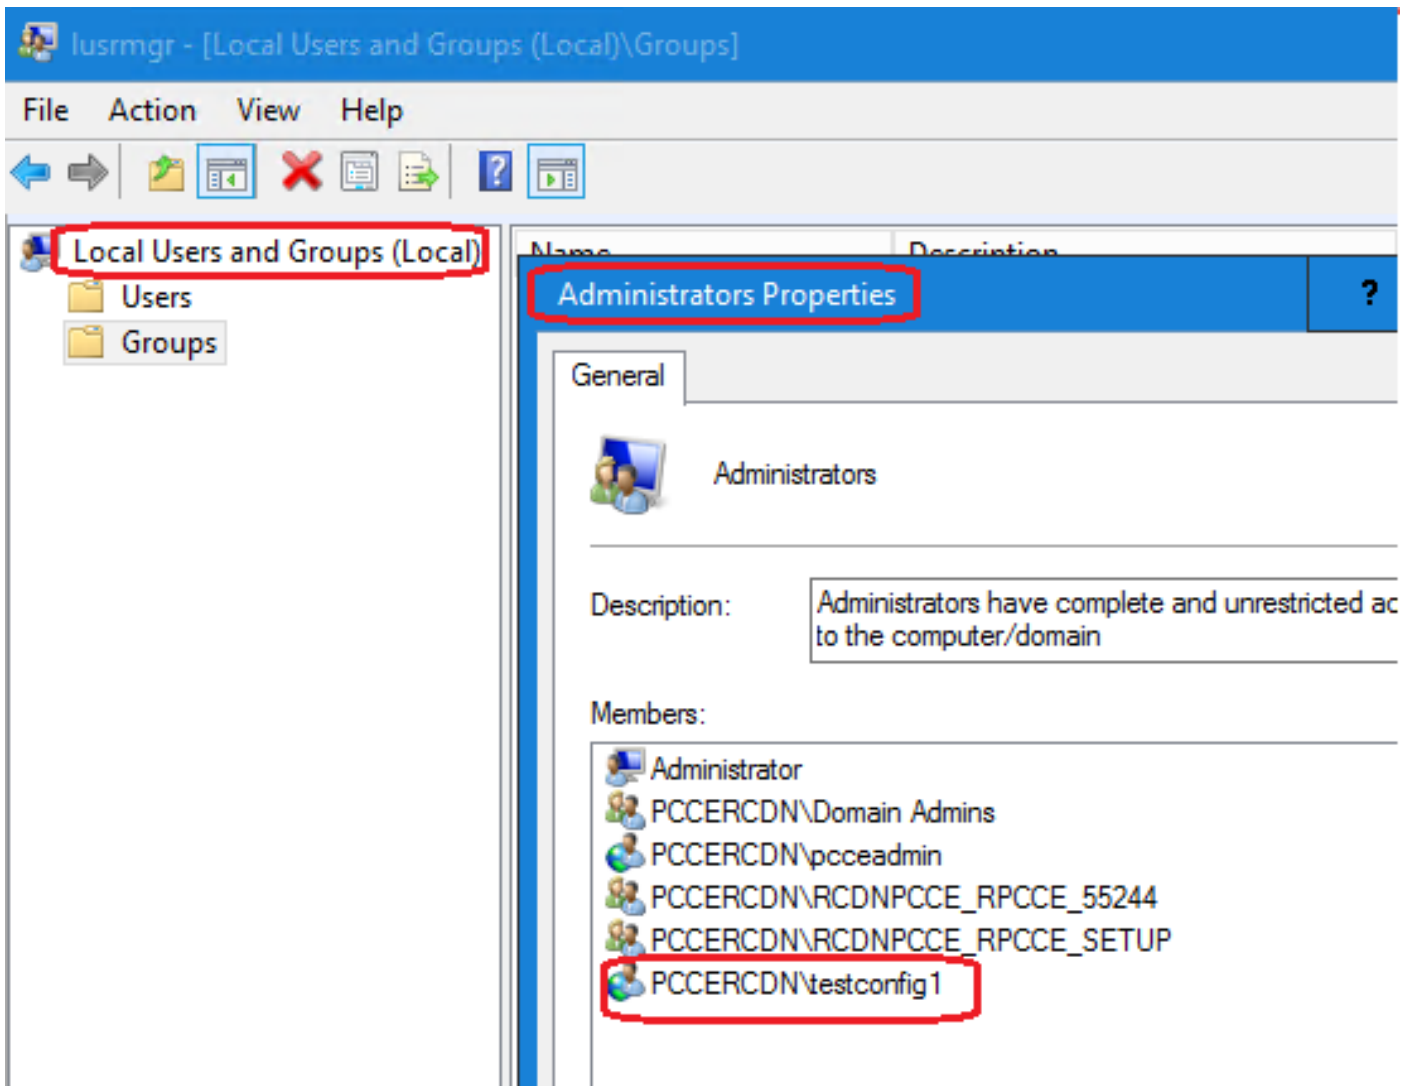 lusrmgr - [Local Users and Groups (Local)\Groups]
File Action View Help
Local Users and Groups (Local)
Users
Groups
Name Description
Administrators Properties ?
General
Administrators
Description: Administrators have complete and unrestricted ac
to the computer/domain
Members:
Administrator
PCCERCDN\Domain Admins
PCCERCDN\pcceadmin
PCCERCDN\RCDNPCCE_RPCCE_55244
PCCERCDN\RCDNPCCE_RPCCE_SETUP
PCCERCDN\testconfig1